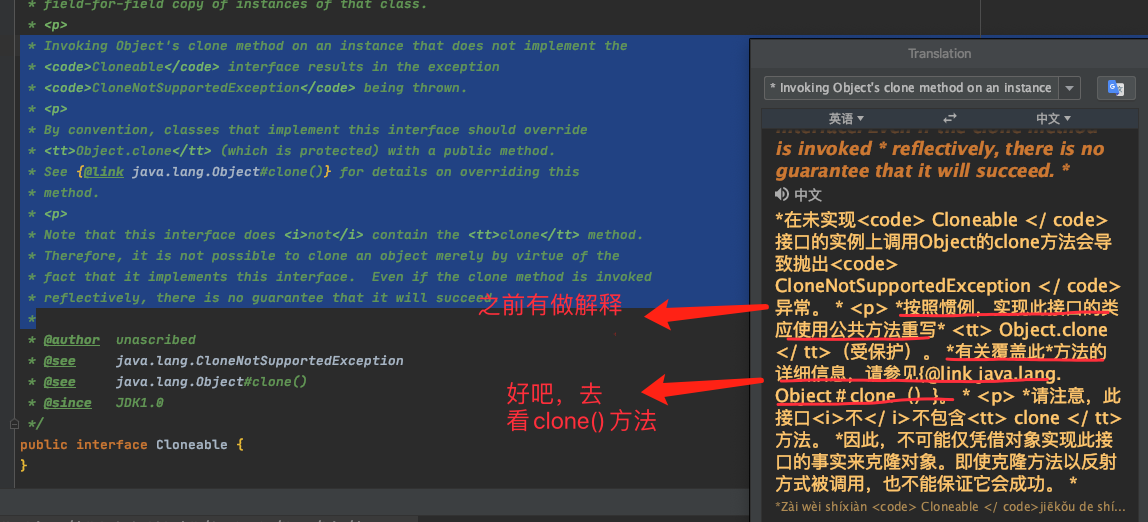 * field-for-field copy of instances of that class.
* <p>
* Invoking Object's clone method on an instance that does not implement the
* <code>Cloneable</code> interface results in the exception
* <code>CloneNotSupportedException</code> being thrown.
* <p>
* By convention, classes that implement this interface should override
* <tt>Object.clone</tt> (which is protected) with a public method.
* See {@link java.lang.Object#clone()} for details on overriding this
* method.
* <p>
* Note that this interface does <i>not</i> contain the <tt>clone</tt> method.
* Therefore, it is not possible to clone an object merely by virtue of the
* fact that it implements this interface.  Even if the clone method is invoked
* reflectively, there is no guarantee that it will succeed
*
* @author  unascribed
* @see     java.lang.CloneNotSupportedException
* @see     java.lang.Object#clone()
* @since   JDK1.0
*/
public interface Cloneable {
}
之前有做解释
好吧，去
看clone()方法
Translation
* Invoking Object's clone method on an instance
英语
中文
is invoked * reflectively, there is no
guarantee that it will succeed. *
中文
*在未实现<code> Cloneable </ code>
接口的实例上调用Object的clone方法会导
致抛出<code>
CloneNotSupportedException </ code>
异常。 * <p> *按照惯例，实现此接口的类
应使用公共方法重写* <tt> Object.clone
</ tt>（受保护）。 *有关覆盖此*方法的
详细信息，请参见{@link java.lang.
Object＃clone（）}。 * <p> *请注意，此
接口<i>不</ i>不包含<tt> clone </ tt>
方法。 *因此，不可能仅凭借对象实现此接
口的事实来克隆对象。即使克隆方法以反射
方式被调用，也不能保证它会成功。 *
*Zài wèi shíxiàn <code> Cloneable </ code>jiēkǒu de shí...